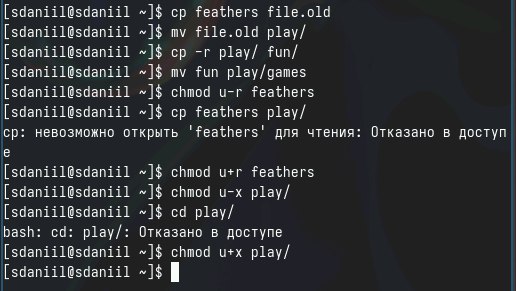 [sdaniil@sdaniil ~]$ cp feathers file.old
[sdaniil@sdaniil ~]$ mv file.old play/
[sdaniil@sdaniil ~]$ cp -r play/ fun/
[sdaniil@sdaniil ~]$ mv fun play/games
[sdaniil@sdaniil ~]$ chmod u-r feathers
[sdaniil@sdaniil ~]$ cp feathers play/
cp: невозможно открыть 'feathers' для чтения: Отказано в доступ
е
[sdaniil@sdaniil ~]$ chmod u+r feathers
[sdaniil@sdaniil ~]$ chmod u-x play/
[sdaniil@sdaniil ~]$ cd play/
bash: cd: play/: Отказано в доступе
[sdaniil@sdaniil ~]$ chmod u+x play/
[sdaniil@sdaniil ~]$